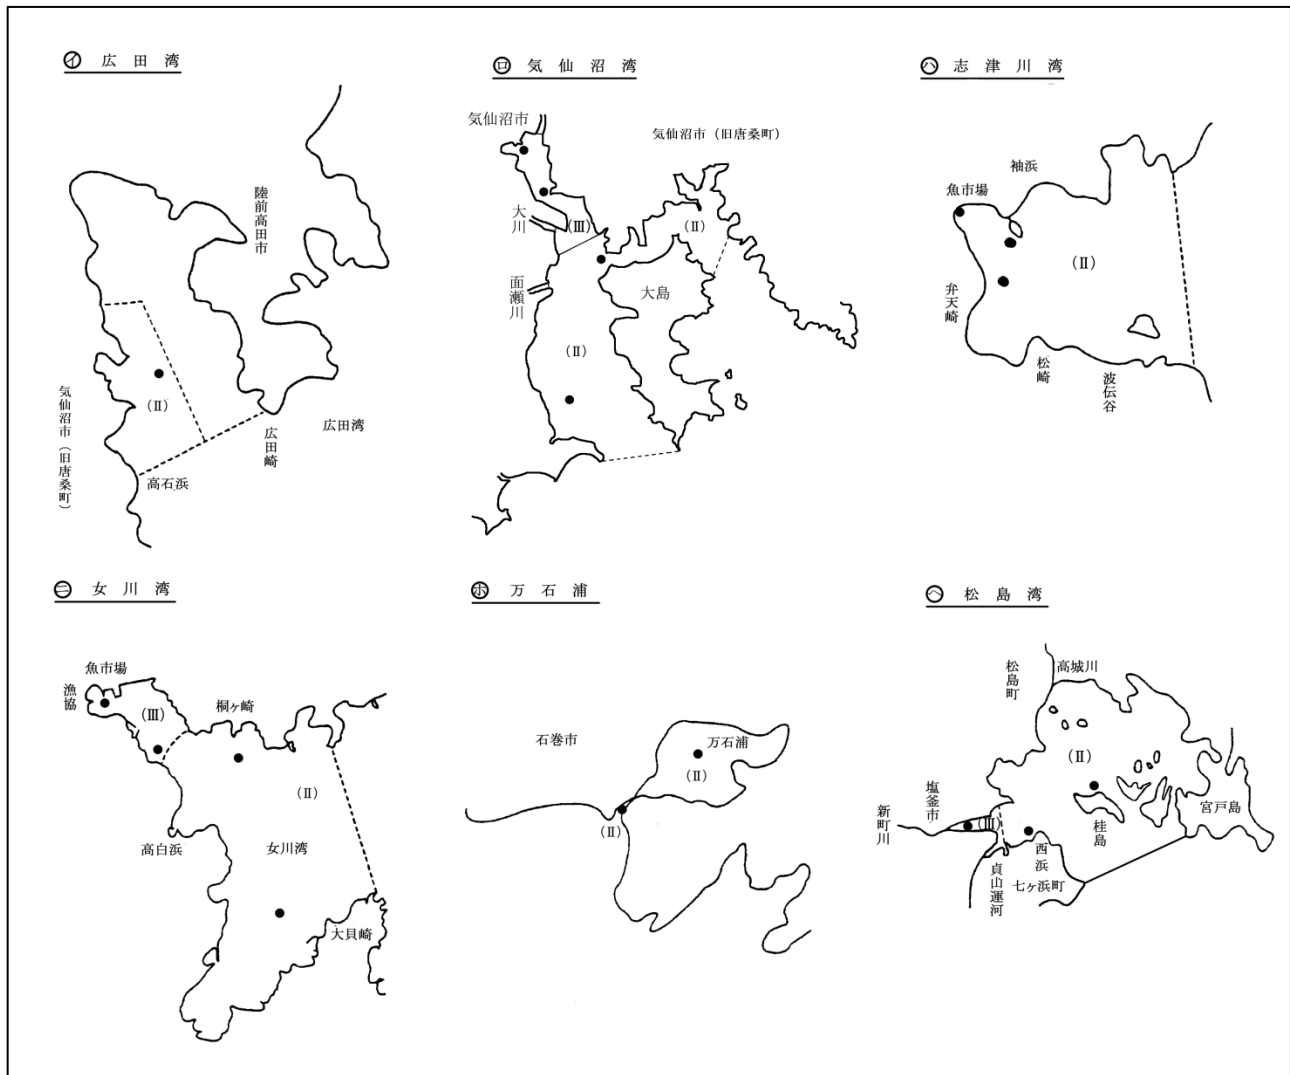 ㋑ 広田湾
陸前高田市
(Ⅱ)
気仙沼市(旧唐桑町)
高石浜
広田崎
広田湾
㋺ 気仙沼湾
気仙沼市
気仙沼市(旧唐桑町)
大川
(Ⅲ)
(Ⅱ)
面瀬川
大島
(Ⅱ)
㋩ 志津川湾
袖浜
魚市場
(Ⅱ)
弁天崎
松崎
波伝谷
㋥ 女川湾
魚市場
漁協
(Ⅲ)
桐ヶ崎
(Ⅱ)
高白浜
女川湾
大貝崎
㋭ 万石浦
石巻市
万石浦
(Ⅱ)
(Ⅱ)
㋬ 松島湾
松島町
高城川
(Ⅱ)
塩釜市
新町川
(Ⅲ)
西浜
桂島
宮戸島
貞山運河
七ヶ浜町